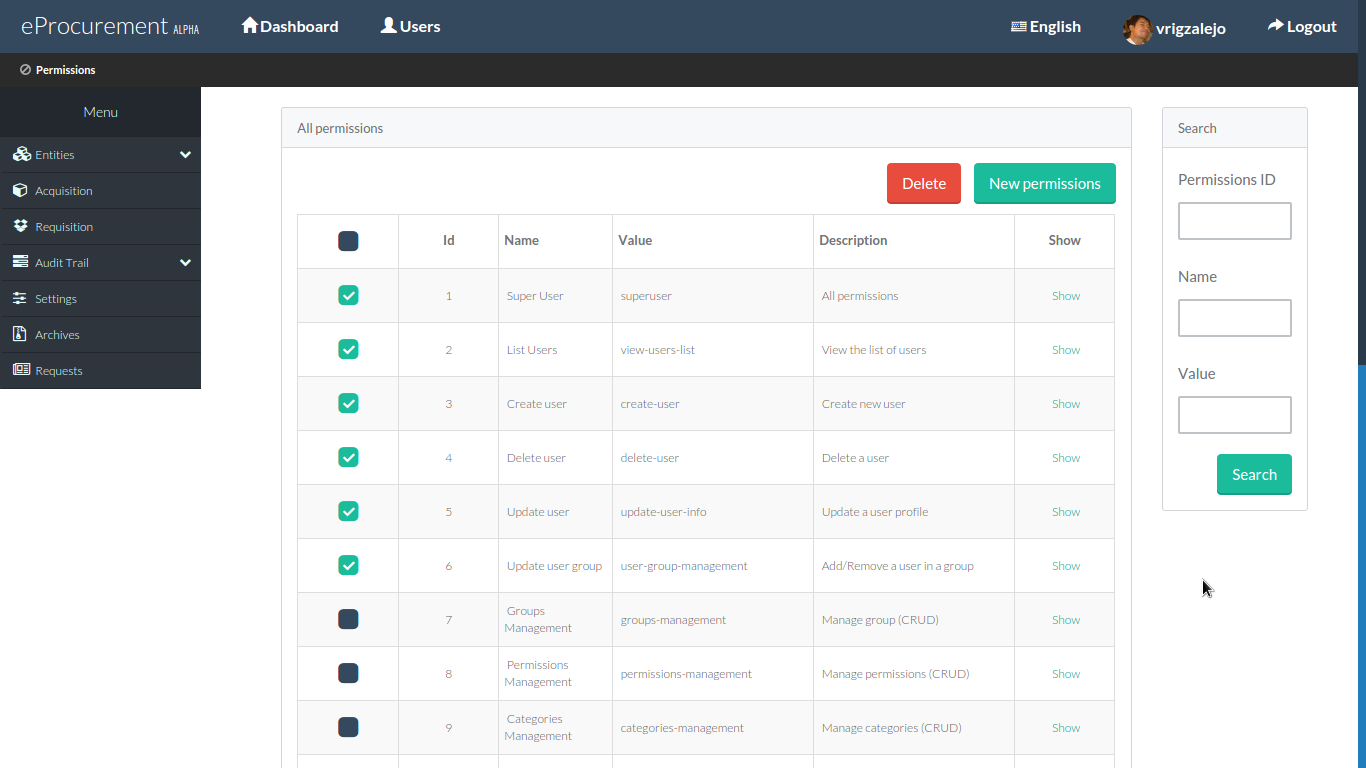 eProcurement ALPHA Dashboard Users English vrigzalejo Logout
Permissions
Menu
Entities
Acquisition
Requisition
Audit Trail
Settings
Archives
Requests
All permissions
Delete New permissions
Id Name Value Description Show
1 Super User superuser All permissions Show
2 List Users view-users-list View the list of users Show
3 Create user create-user Create new user Show
4 Delete user delete-user Delete a user Show
5 Update user update-user-info Update a user profile Show
6 Update user group user-group-management Add/Remove a user in a group Show
7 Groups
Management groups-management Manage group (CRUD) Show
8 Permissions
Management permissions-management Manage permissions (CRUD) Show
9 Categories
Management categories-management Manage categories (CRUD) Show
Search
Permissions ID
Name
Value
Search